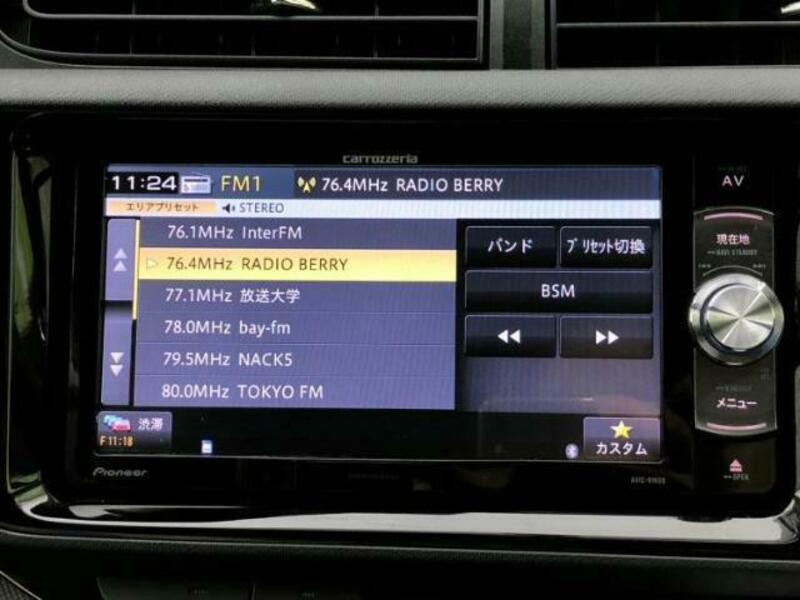 carrozzeria
11:24 FM1 76.4MHz RADIO BERRY
エリアプリセット STEREO
76.1MHz InterFM
76.4MHz RADIO BERRY
77.1MHz 放送大学
78.0MHz bay-fm
79.5MHz NACK5
80.0MHz TOKYO FM
バンド
プリセット切換
BSM
渋滞
F 11:18
カスタム
Pioneer
AV
現在地
NAVI STANDBY
メニュー
OPEN